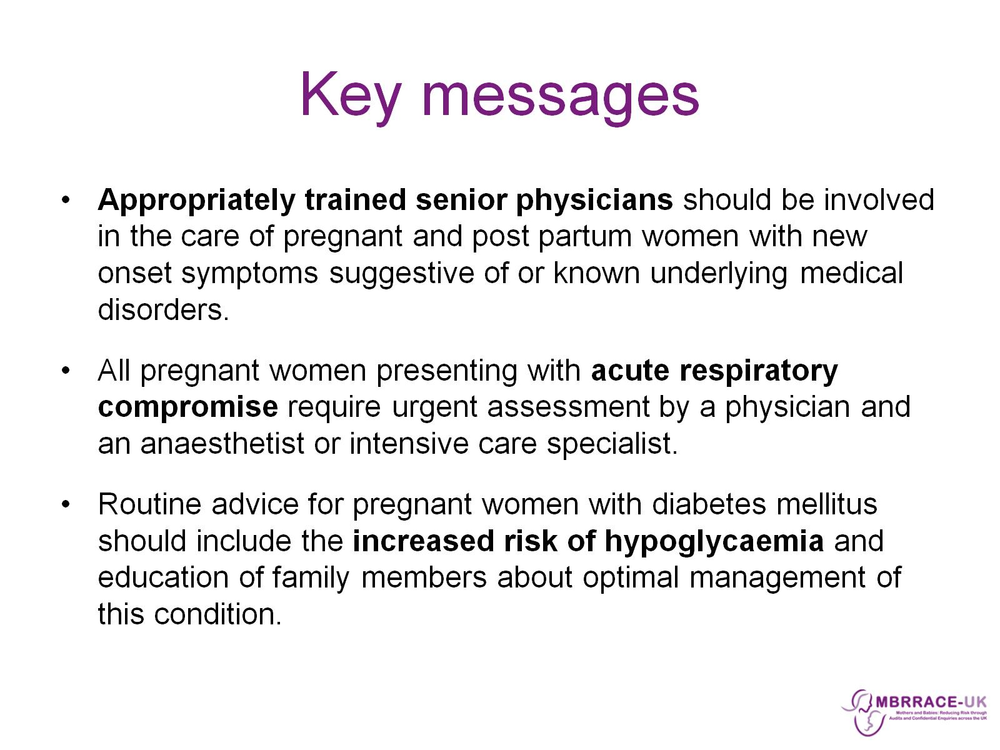 Key messages
• Appropriately trained senior physicians should be involved
in the care of pregnant and post partum women with new
onset symptoms suggestive of or known underlying medical
disorders.
• All pregnant women presenting with acute respiratory
compromise require urgent assessment by a physician and
an anaesthetist or intensive care specialist.
• Routine advice for pregnant women with diabetes mellitus
should include the increased risk of hypoglycaemia and
education of family members about optimal management of
this condition.
MBRRACE-UK
Mothers and Babies: Reducing Risk through
Audits and Confidential Enquiries across the UK